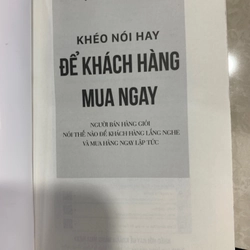 KHÉO NÓI HAY
ĐỂ KHÁCH HÀNG
MUA NGAY
NGƯỜI BÁN HÀNG GIỎI
NÓI THẾ NÀO ĐỂ KHÁCH HÀNG LẮNG NGHE
VÀ MUA HÀNG NGAY LẬP TỨC